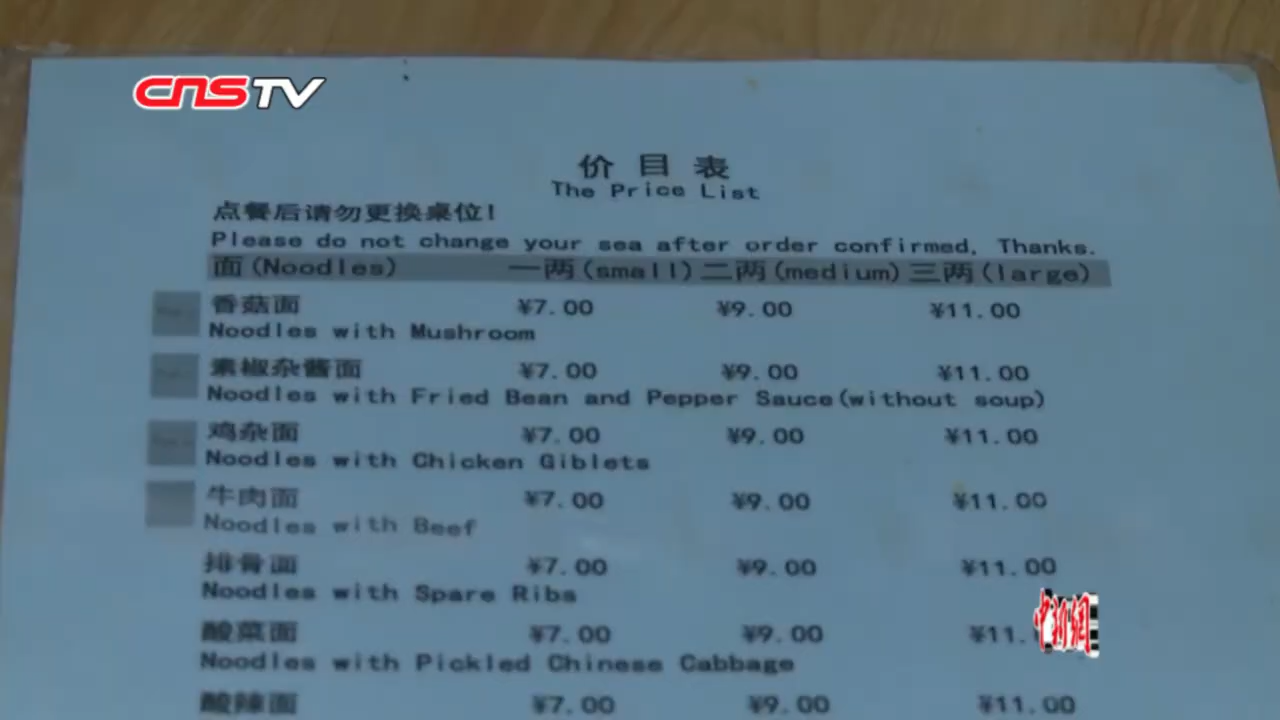 CNSTV
价目表
The Price List
点餐后请勿更换桌位!
Please do not change your sea after order confirmed, Thanks.
面(Noodles) 一两(small) 二两(medium) 三两(large)
香菇面 ¥7.00 ¥9.00 ¥11.00
Noodles with Mushroom
素椒杂酱面 ¥7.00 ¥9.00 ¥11.00
Noodles with Fried Bean and Pepper Sauce(without soup)
鸡杂面 ¥7.00 ¥9.00 ¥11.00
Noodles with Chicken Giblets
牛肉面 ¥7.00 ¥9.00 ¥11.00
Noodles with Beef
排骨面 ¥7.00 ¥9.00 ¥11.00
Noodles with Spare Ribs
酸菜面 ¥7.00 ¥9.00 ¥11.
中新網
Noodles with Pickled Chinese Cabbage
酸辣面 ¥7.00 ¥9.00 ¥11.00